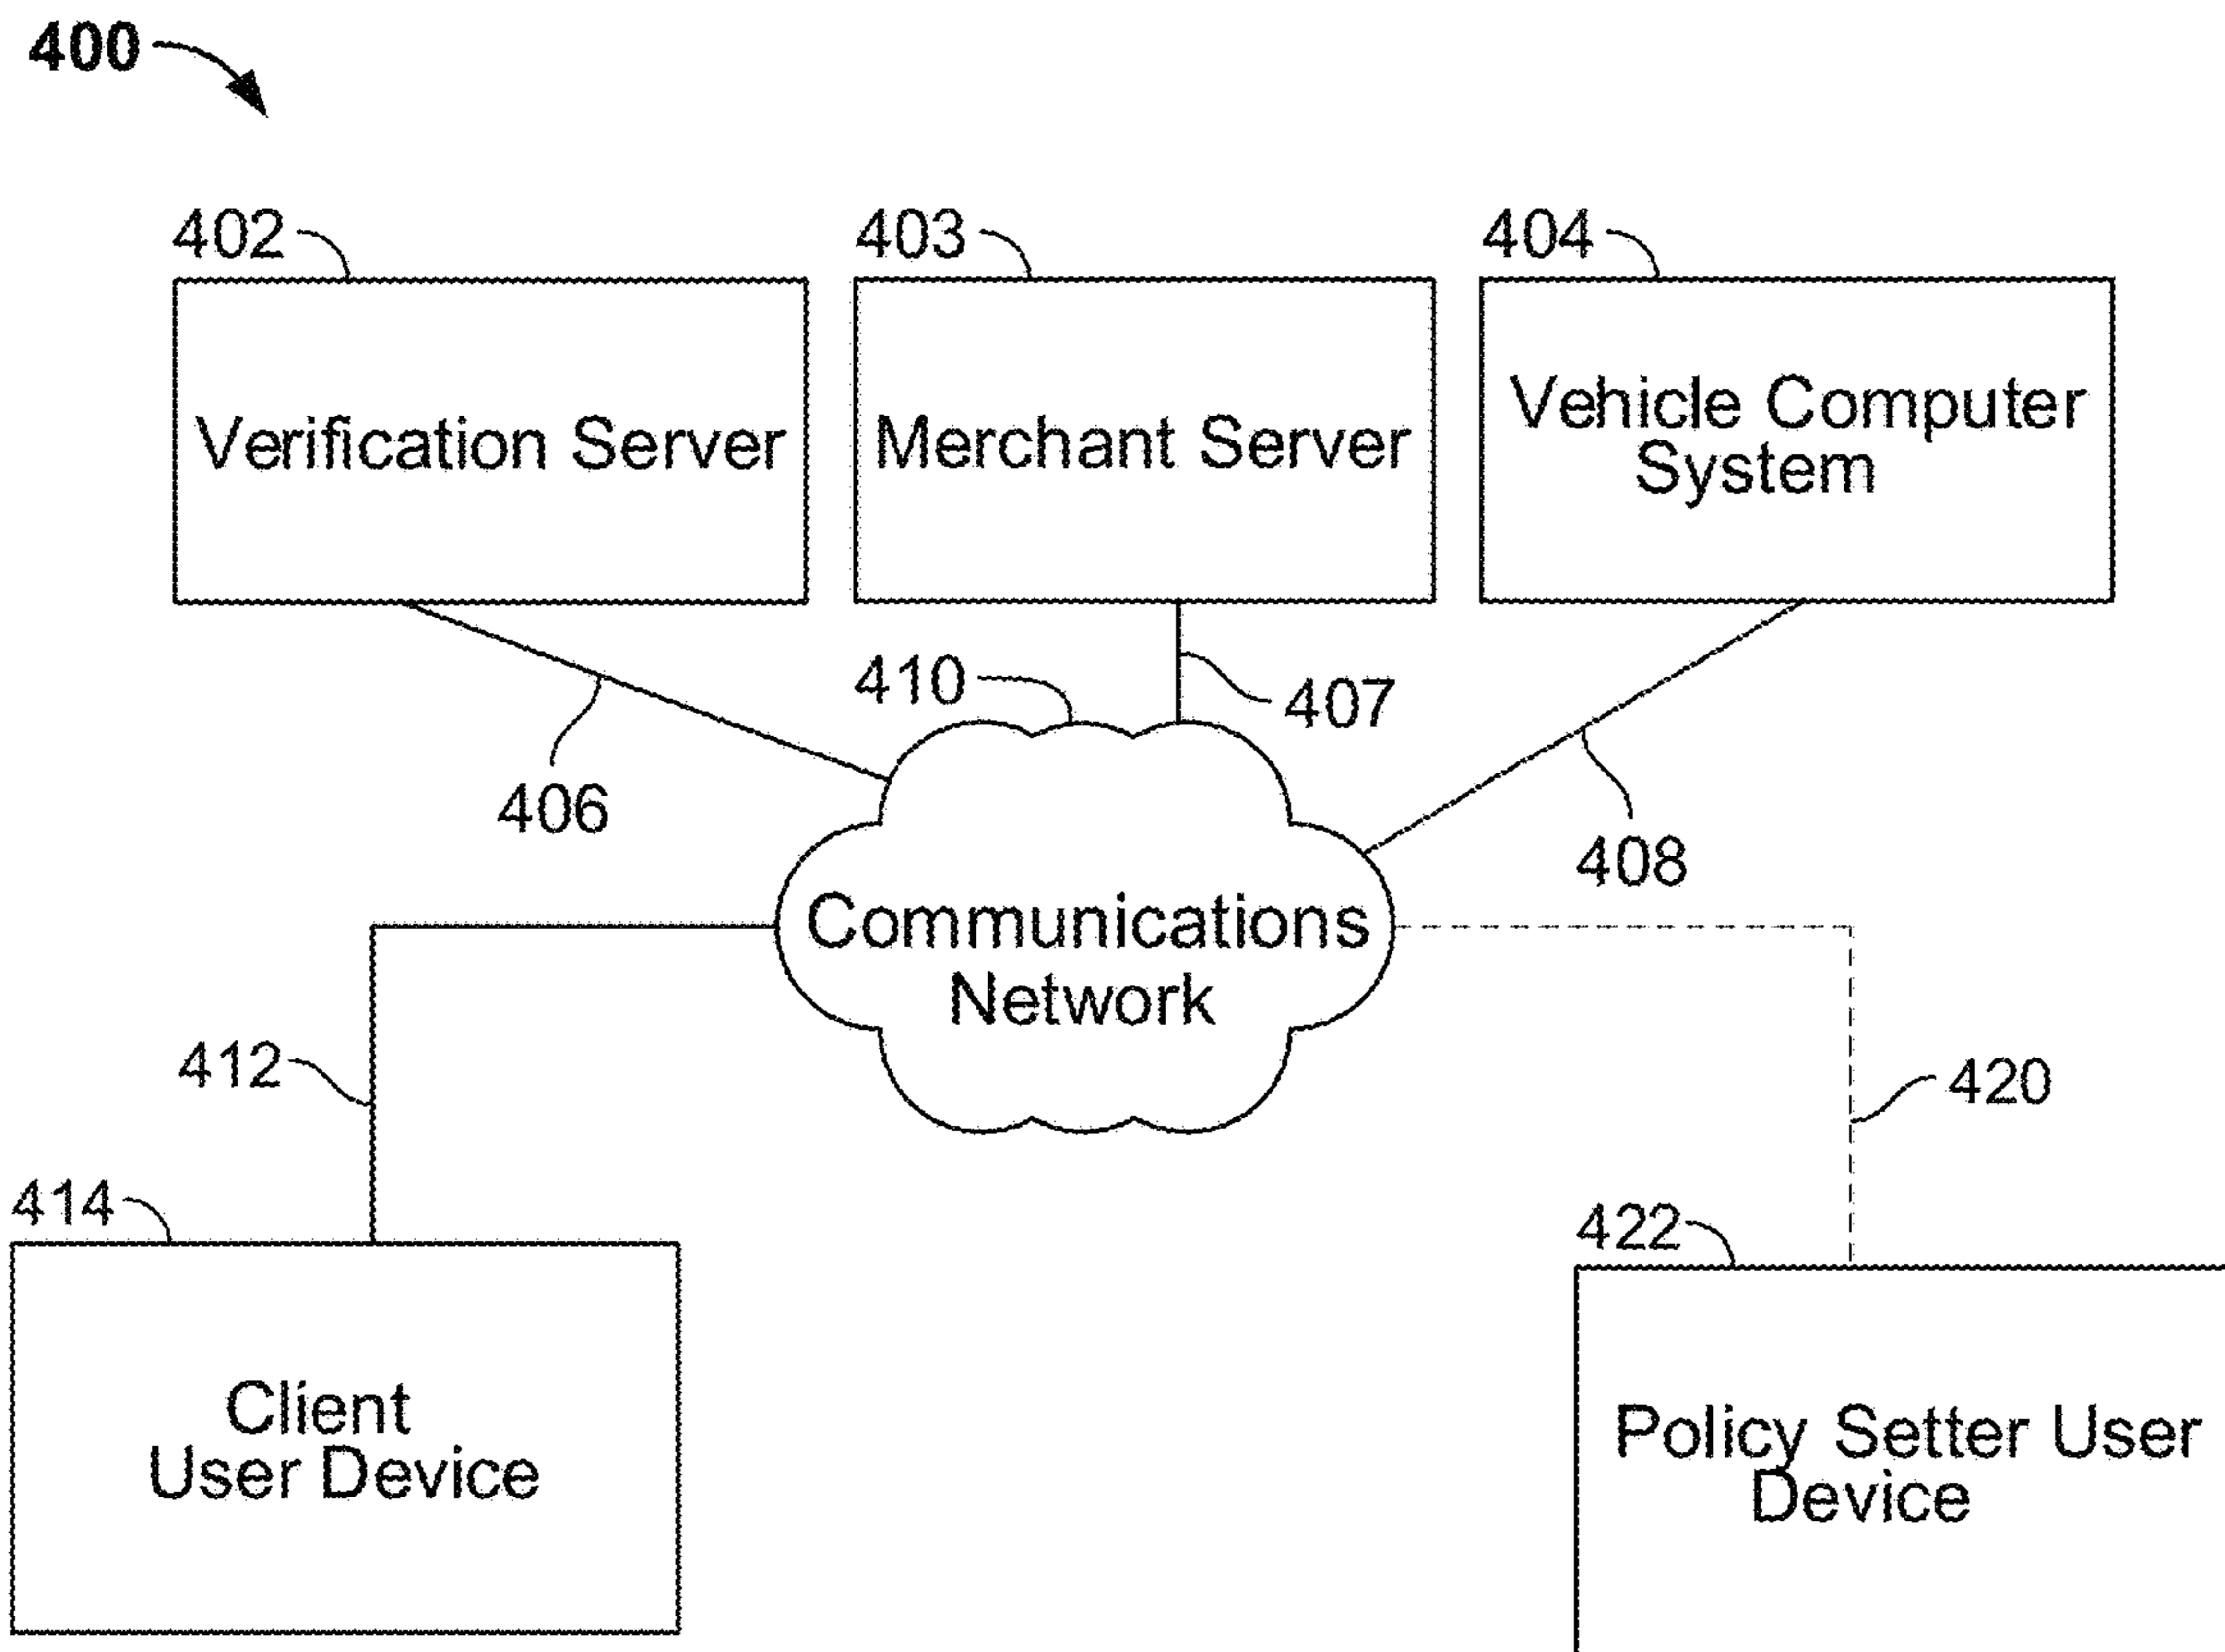 400
402
403
404
Verification Server
Merchant Server
Vehicle Computer
System
410
407
406
408
Communications
Network
412
420
414
422
Client
User Device
Policy Setter User
Device